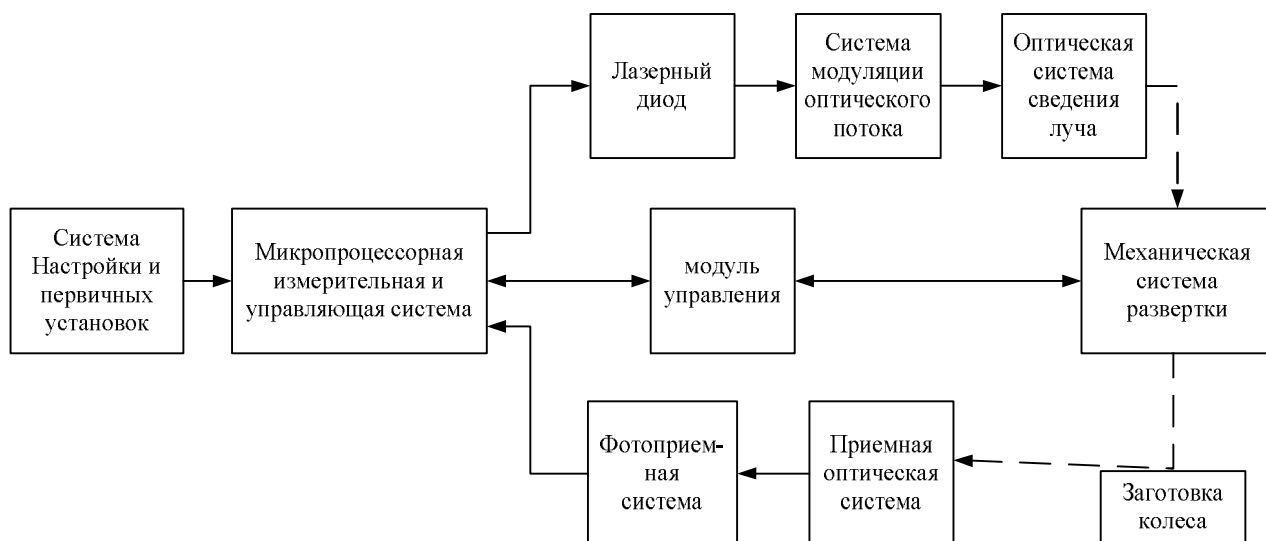 Лазерный
диод
Система
модуляции
оптического
потока
Оптическая
система
сведения
луча
Система
Настройки и
первичных
установок
Микропроцессорная
измерительная и
управляющая система
модуль
управления
Механическая
система
развертки
Фотоприем-
ная
система
Приемная
оптическая
система
Заготовка
колеса